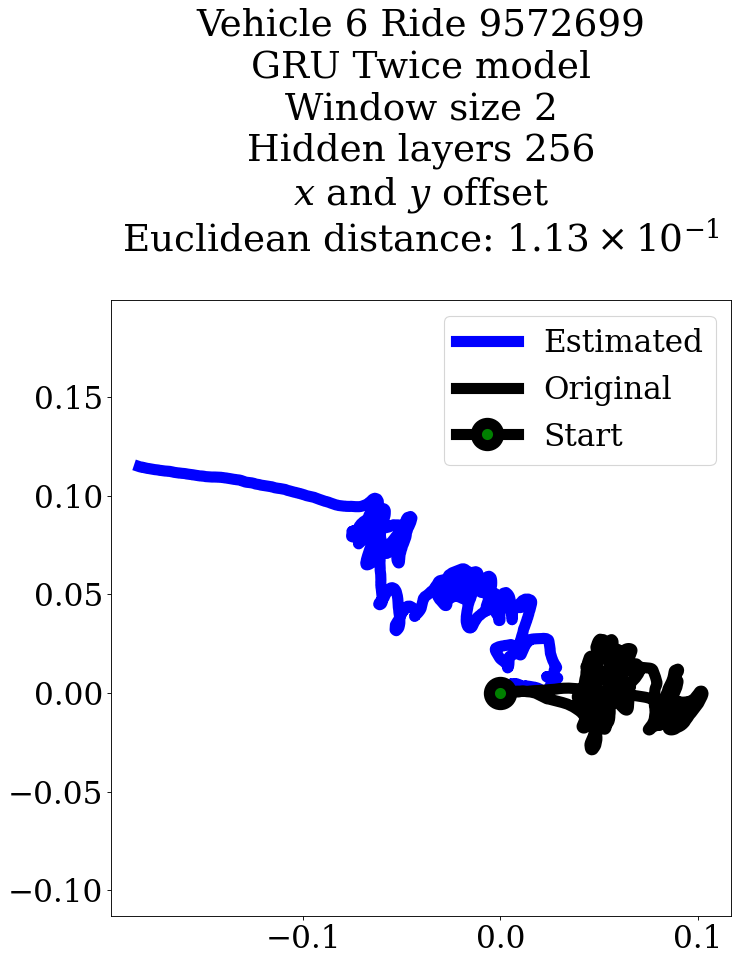 Vehicle 6 Ride 9572699
GRU Twice model
Window size 2
Hidden layers 256
x and y offset
Euclidean distance: 1.13 × 10⁻¹
Estimated
Original
Start
0.15
0.10
0.05
0.00
−0.05
−0.10
−0.1
0.0
0.1